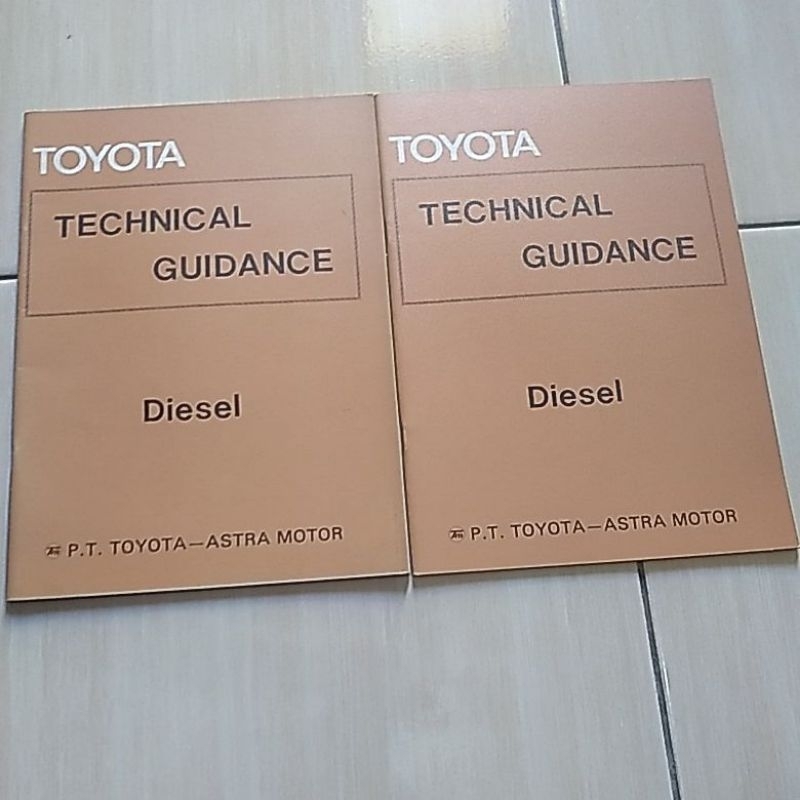 TOYOTA
TECHNICAL
GUIDANCE
Diesel
P.T. TOYOTA—ASTRA MOTOR
TOYOTA
TECHNICAL
GUIDANCE
Diesel
P.T. TOYOTA—ASTRA MOTOR